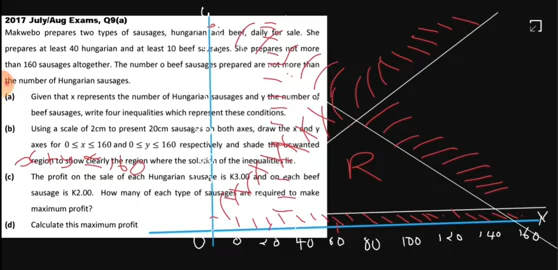 2017 July/Aug Exams, Q9(a)
Makwebo prepares two types of sausages, hungarian and beef, daily for sale. She
prepares at least 40 hungarian and at least 10 beef sausages. She prepares not more
than 160 sausages altogether. The number o beef sausages prepared are not more than
the number of Hungarian sausages.
(a) Given that x represents the number of Hungarian sausages and y the number of
beef sausages, write four inequalities which represent these conditions.
(b) Using a scale of 2cm to present 20cm sausages on both axes, draw the x and y
axes for 0 ≤ x ≤ 160 and 0 ≤ y ≤ 160 respectively and shade the unwanted
region to show clearly the region where the solution of the inequalities lie.
(c) The profit on the sale of each Hungarian sausage is K3.00 and on each beef
sausage is K2.00. How many of each type of sausages are required to make
maximum profit?
(d) Calculate this maximum profit
R
X
0 0 20 40 60 80 100 120 140 160